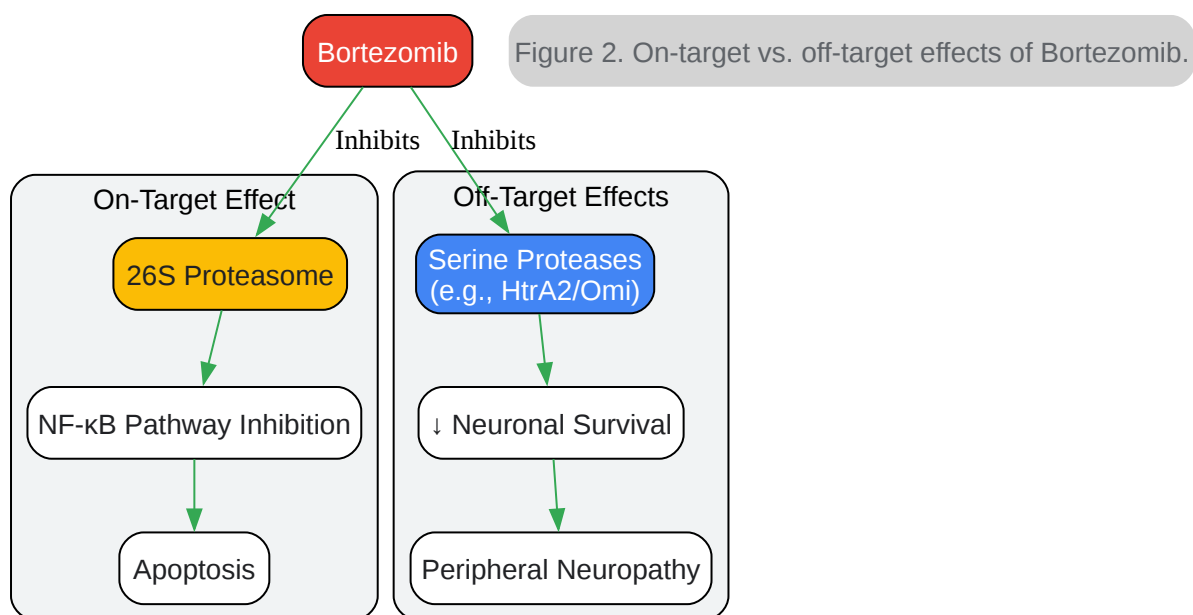 Bortezomib
Figure 2. On-target vs. off-target effects of Bortezomib.
Inhibits
Inhibits
On-Target Effect
26S Proteasome
NF-κB Pathway Inhibition
Apoptosis
Off-Target Effects
Serine Proteases
(e.g., HtrA2/Omi)
↓ Neuronal Survival
Peripheral Neuropathy